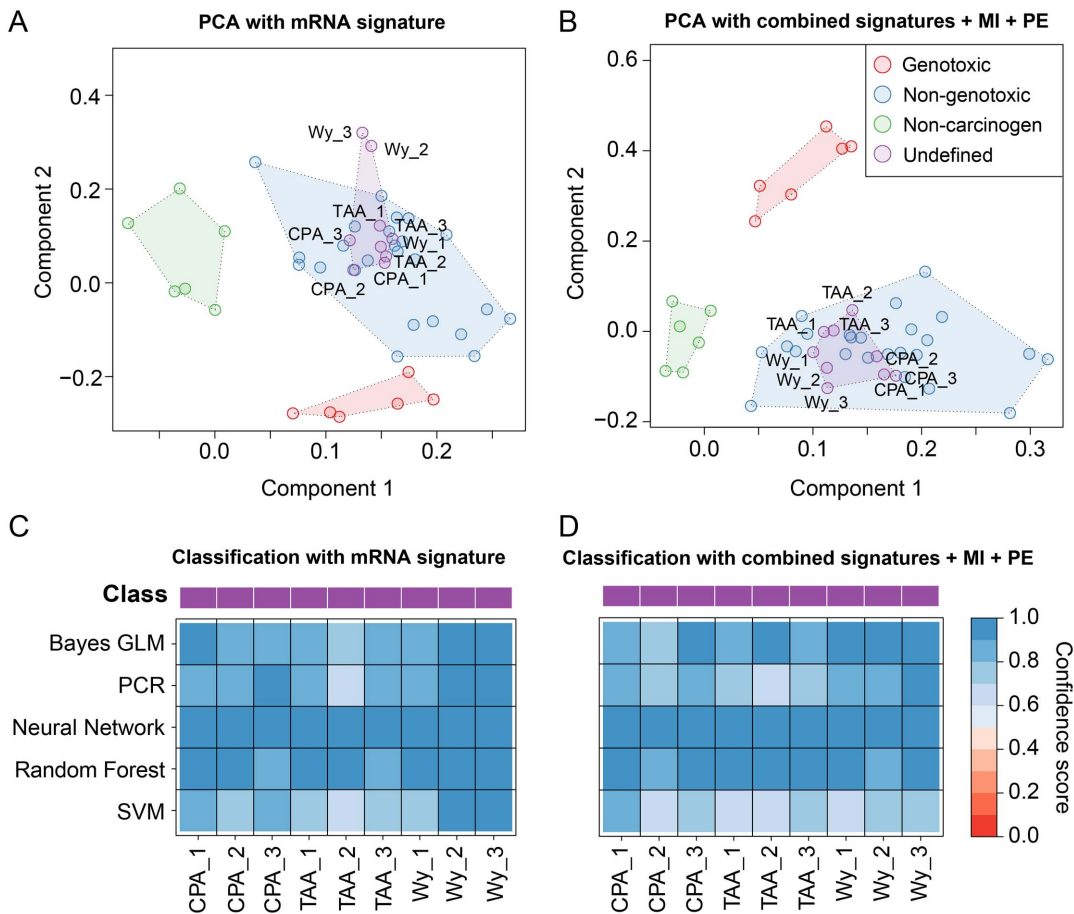 A
PCA with mRNA signature
0.4
0.2
0.0
−0.2
Component 2
Wy_3
Wy_2
TAA_1
TAA_3
CPA_3
Wy_1
TAA_2
CPA_2
CPA_1
0.0
0.1
0.2
Component 1
B
PCA with combined signatures + MI + PE
0.6
0.4
0.2
0.0
−0.2
Component 2
Genotoxic
Non-genotoxic
Non-carcinogen
Undefined
TAA_2
TAA_1
TAA_3
Wy_1
CPA_2
Wy_2
CPA_3
CPA_1
Wy_3
0.0
0.1
0.2
0.3
Component 1
C
Classification with mRNA signature
Class
Bayes GLM
PCR
Neural Network
Random Forest
SVM
CPA_1
CPA_2
CPA_3
TAA_1
TAA_2
TAA_3
Wy_1
Wy_2
Wy_3
D
Classification with combined signatures + MI + PE
CPA_1
CPA_2
CPA_3
TAA_1
TAA_2
TAA_3
Wy_1
Wy_2
Wy_3
1.0
0.8
0.6
0.4
0.2
0.0
Confidence score